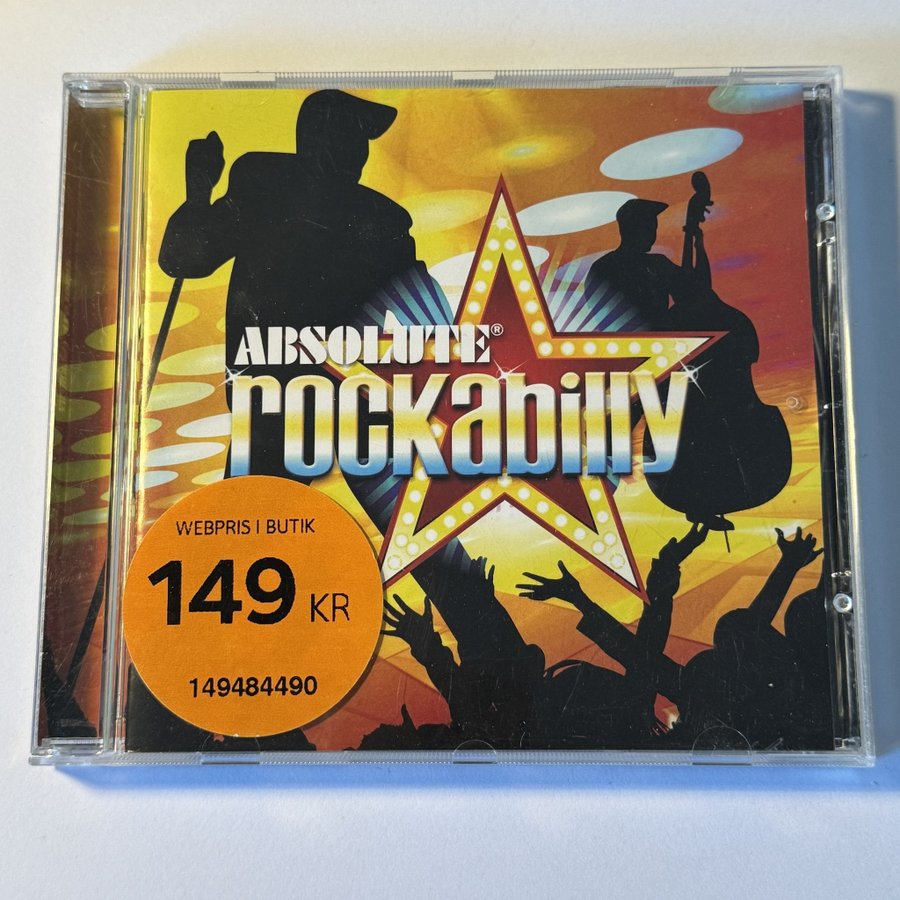 ABSOLUTE®
rockabilly
WEBPRIS I BUTIK
149 KR
149484490